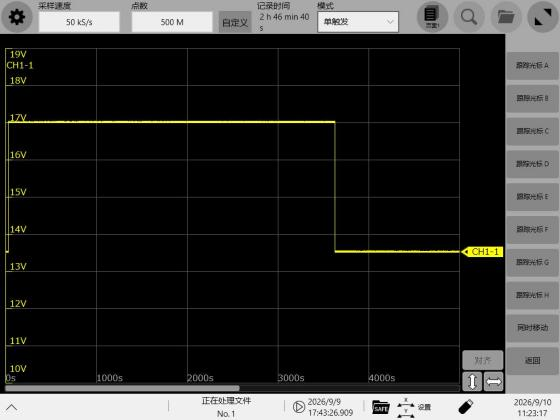 采样速度
点数
记录时间
模式
50 kS/s
500 M
自定义
2 h 46 min 40
s
单触发
页面1
19V
CH1-1
18V
17V
16V
15V
14V
13V
12V
11V
10V
0s
1000s
2000s
3000s
4000s
CH1-1
跟踪光标 A
跟踪光标 B
跟踪光标 C
跟踪光标 D
跟踪光标 E
跟踪光标 F
跟踪光标 G
跟踪光标 H
同时移动
返回
对齐
正在处理文件
No. 1
2026/9/9
17:43:26.909
SAFE
X
Y
设置
2026/9/10
11:23:17